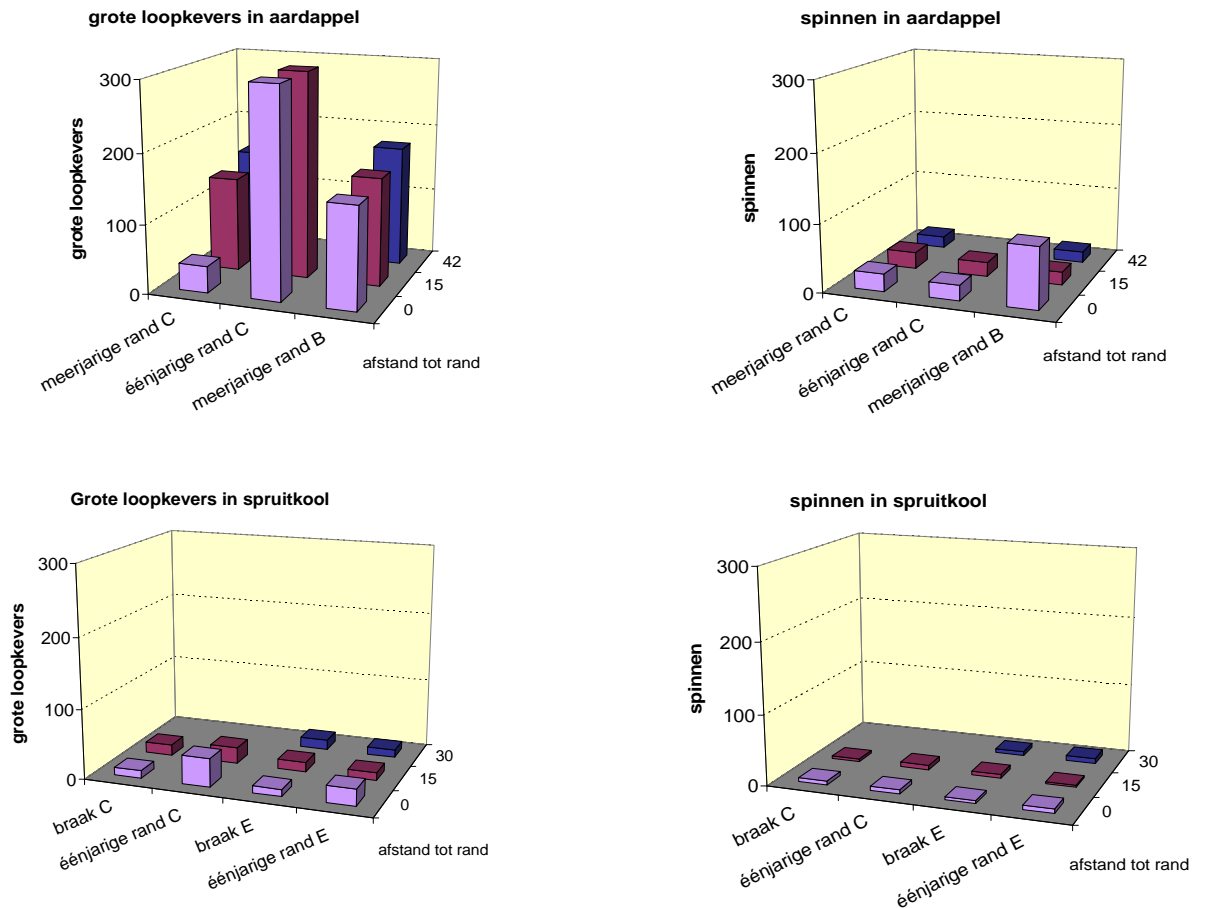 grote loopkevers in aardappel
300
200
100
0
grote loopkevers
meerjarige rand C
éénjarige rand C
meerjarige rand B
0
15
42
afstand tot rand
spinnen in aardappel
300
200
100
0
spinnen
meerjarige rand C
éénjarige rand C
meerjarige rand B
0
15
42
afstand tot rand
Grote loopkevers in spruitkool
300
200
100
0
grote loopkevers
braak C
éénjarige rand C
braak E
éénjarige rand E
0
15
30
afstand tot rand
spinnen in spruitkool
300
200
100
0
spinnen
braak C
éénjarige rand C
braak E
éénjarige rand E
0
15
30
afstand tot rand